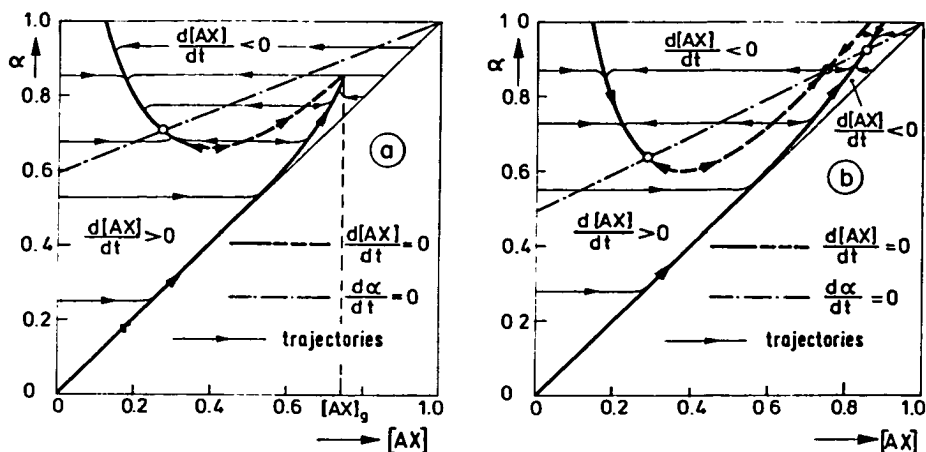 1.0
α
0.8
0.6
0.4
0.2
0
d[AX]/dt < 0
a
d[AX]/dt > 0
d[AX]/dt = 0
dα/dt = 0
trajectories
0 0.2 0.4 0.6 [AX]g 1.0
[AX]
1.0
α
0.8
0.6
0.4
0.2
0
d[AX]/dt < 0
d[AX]/dt < 0
b
d[AX]/dt > 0
d[AX]/dt = 0
dα/dt = 0
trajectories
0 0.2 0.4 0.6 0.8 1.0
[AX]